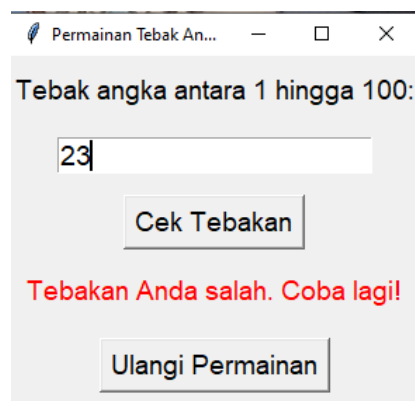 Permainan Tebak An...
Tebak angka antara 1 hingga 100:
23
Cek Tebakan
Tebakan Anda salah. Coba lagi!
Ulangi Permainan